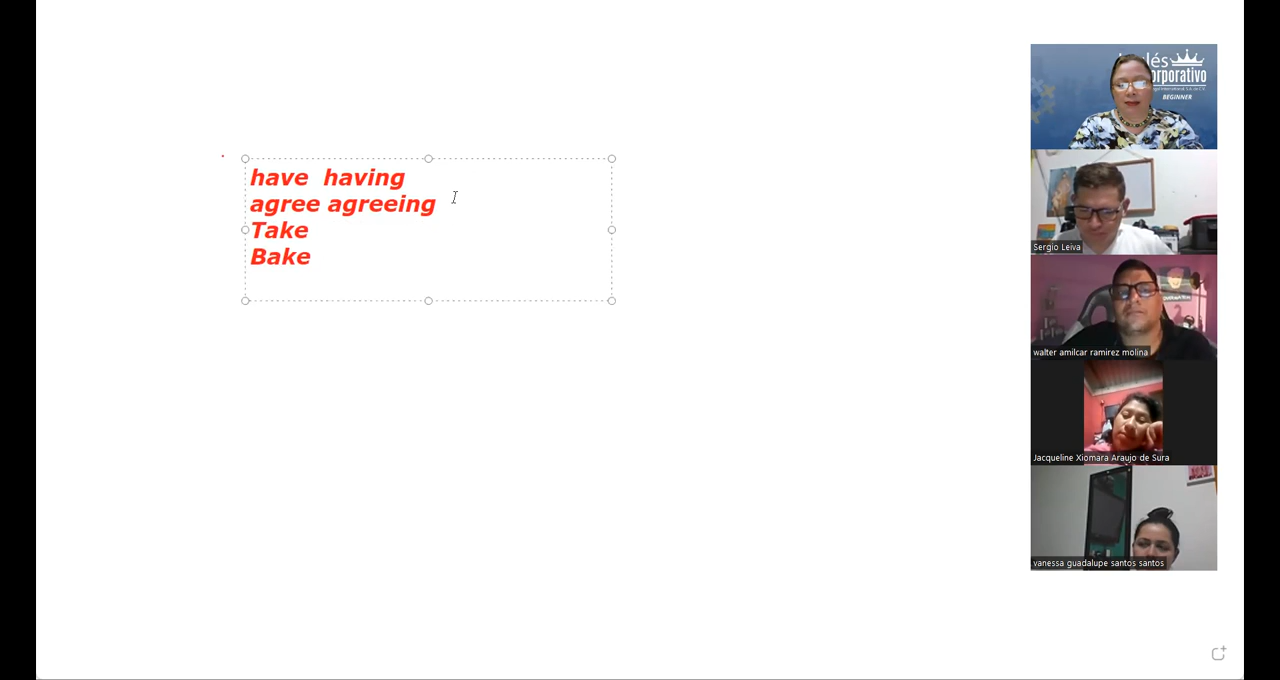 have having
agree agreeing
Take
Bake
BEGINNER
Sergio Leiva
walter amilcar ramirez molina
Jacqueline Xiomara Araujo de Sura
vanessa guadalupe santos santos